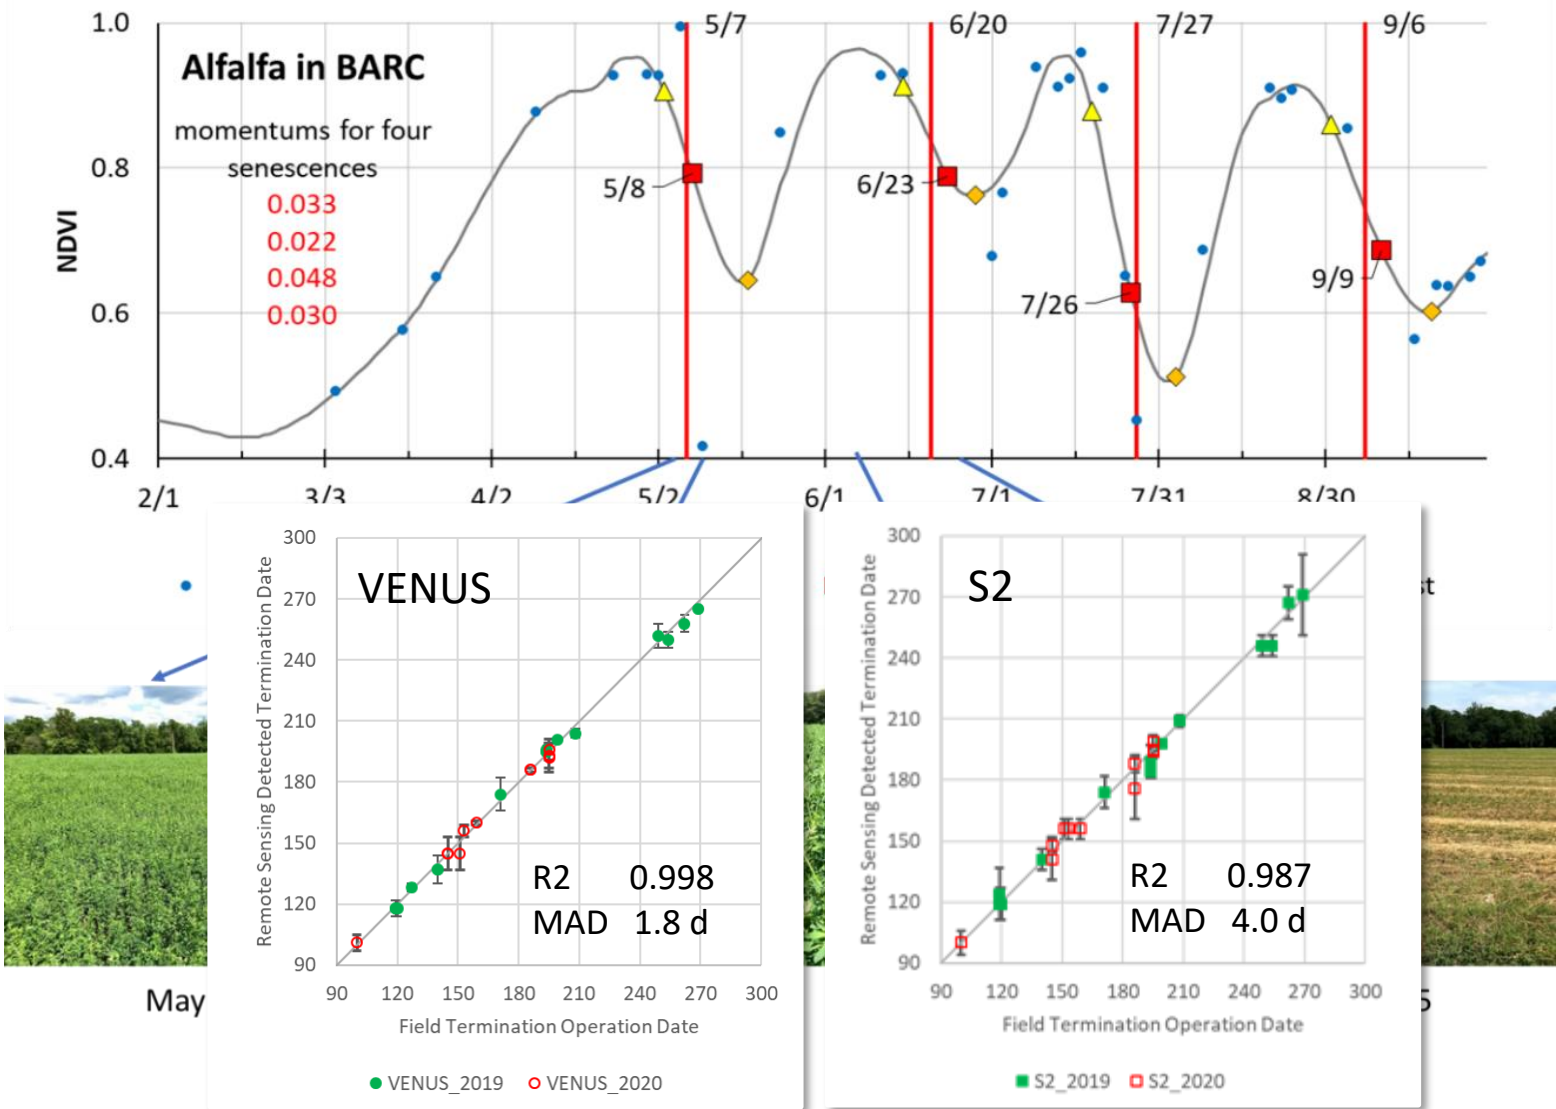 1.0
5/7
6/20
7/27
9/6
Alfalfa in BARC
momentums for four
senescences
0.033
0.022
0.048
0.030
0.8
5/8
6/23
NDVI
7/26
9/9
0.6
0.4
2/1
3/3
4/2
5/2
6/1
7/1
7/31
8/30
VENUS
300
270
240
210
180
150
120
90
Remote Sensing Detected Termination Date
R2 0.998
MAD 1.8 d
90 120 150 180 210 240 270 300
Field Termination Operation Date
VENUS_2019 VENUS_2020
S2
300
270
240
210
180
150
120
90
Remote Sensing Detected Termination Date
R2 0.987
MAD 4.0 d
90 120 150 180 210 240 270 300
Field Termination Operation Date
S2_2019 S2_2020
st
May
5